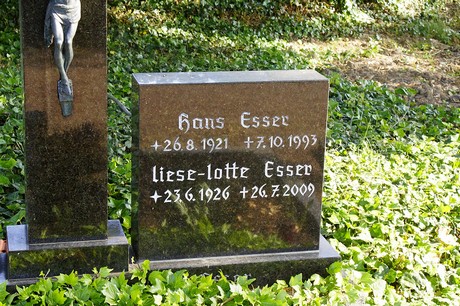 Hans Esser
+26.8.1921 +7.10.1993
liese-lotte Esser
+23.6.1926 +26.7.2009